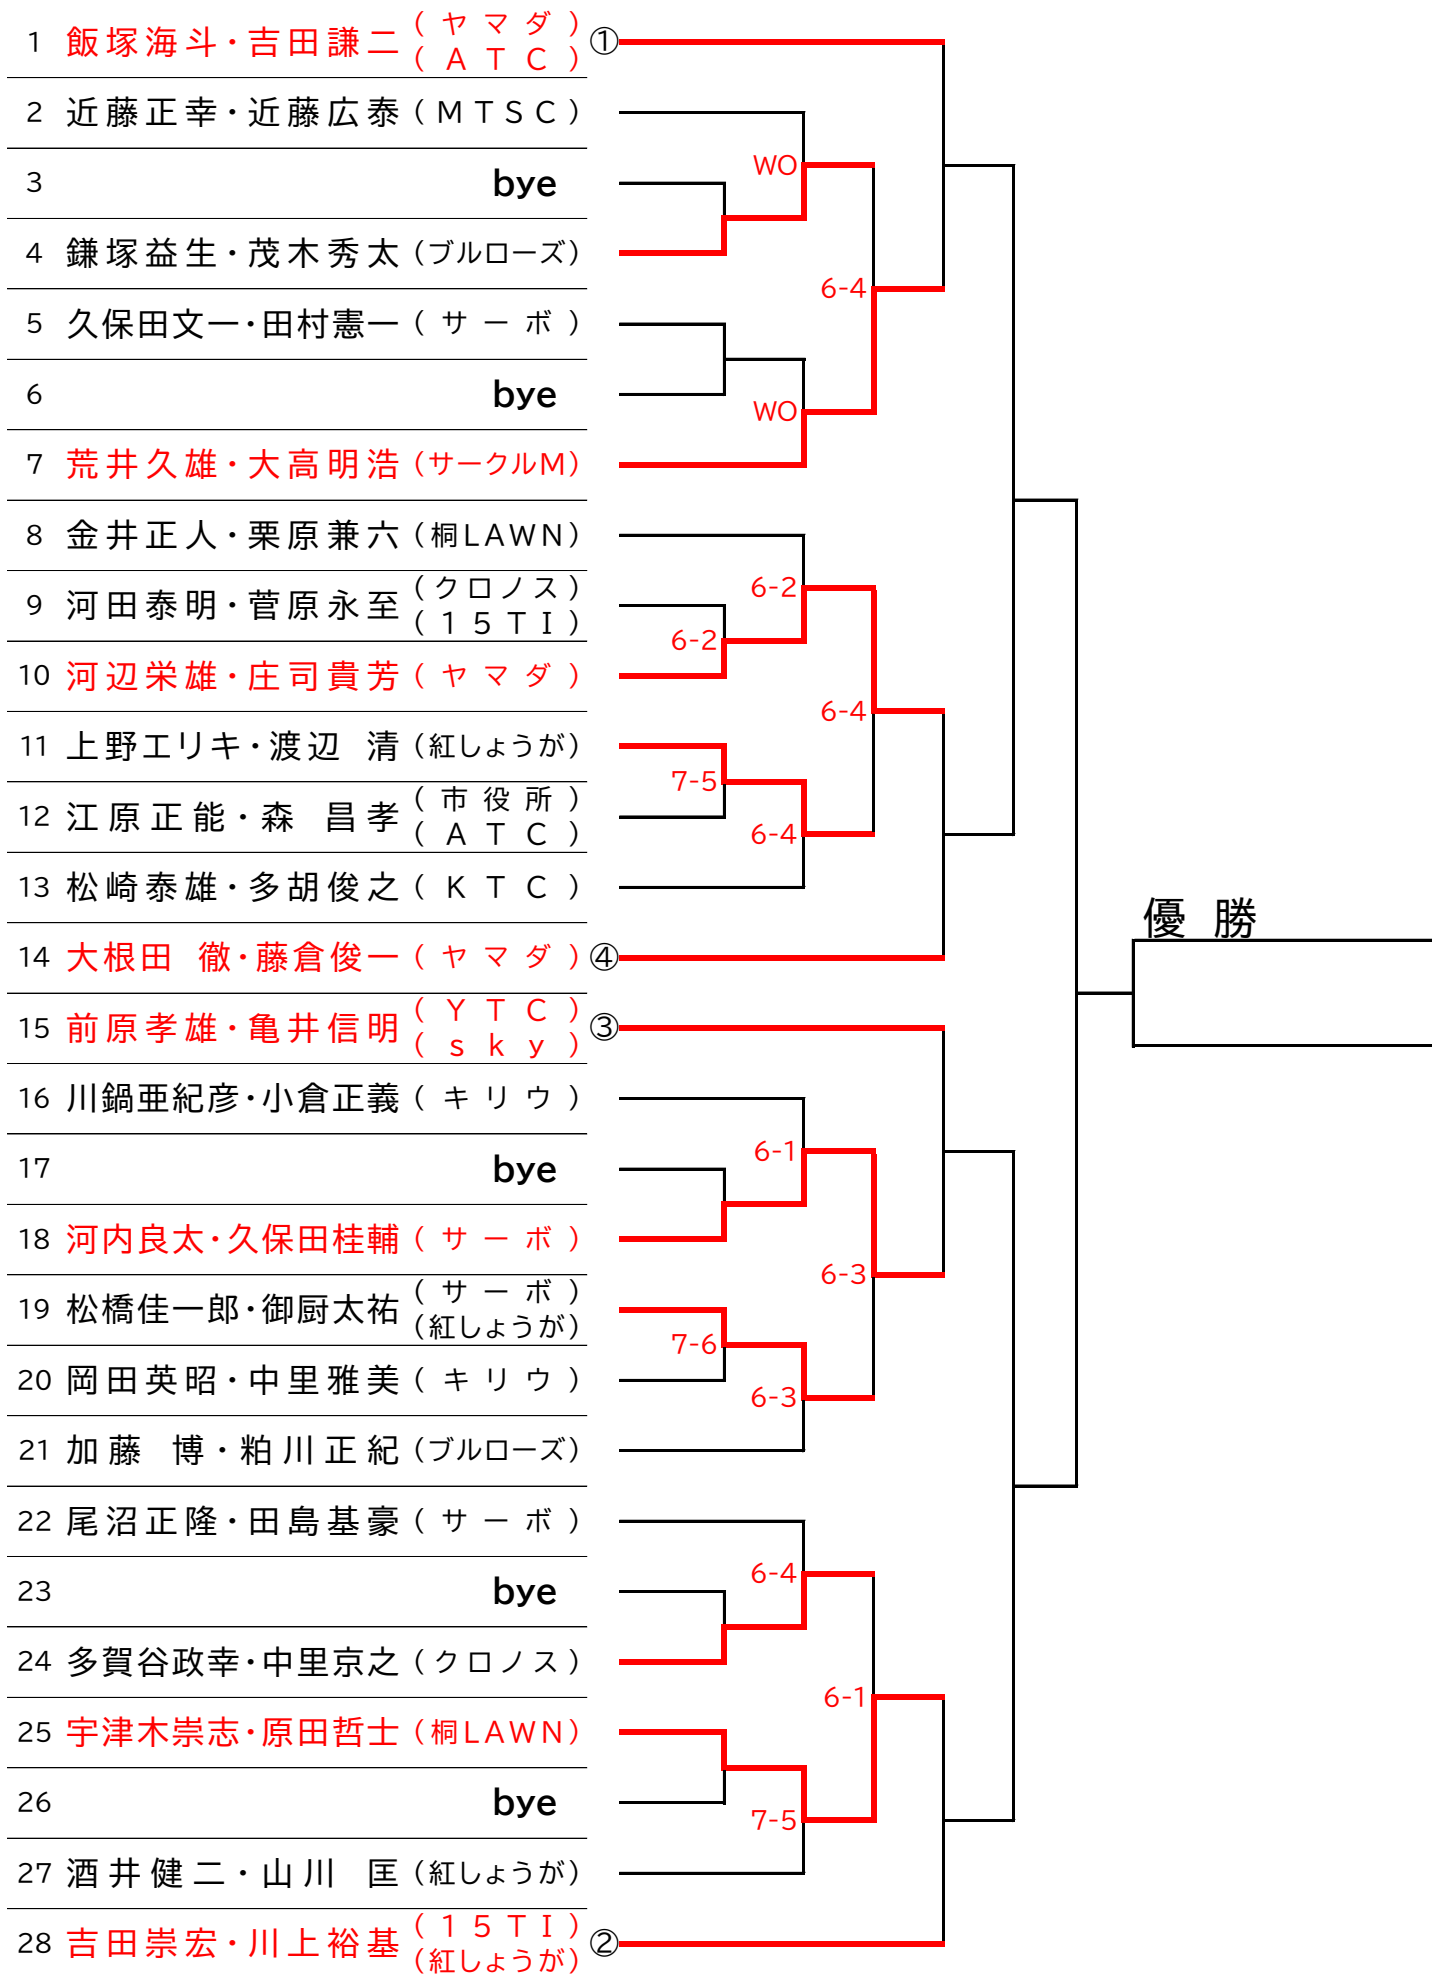 1 飯塚海斗・吉田謙二 (ヤマダ) ①
(ATC)
2 近藤正幸・近藤広泰 (MTSC)
WO
3 bye
4 鎌塚益生・茂木秀太 (ブルローズ)
6-4
5 久保田文一・田村憲一 (サーボ)
6 bye
WO
7 荒井久雄・大高明浩 (サークルM)
8 金井正人・栗原兼六 (桐LAWN)
6-2
9 河田泰明・菅原永至 (クロノス)
(15TI)
6-2
10 河辺栄雄・庄司貴芳 (ヤマダ)
6-4
11 上野エリキ・渡辺 清 (紅しょうが)
7-5
12 江原正能・森 昌孝 (市役所)
(ATC)
6-4
13 松崎泰雄・多胡俊之 (KTC)
優 勝
14 大根田 徹・藤倉俊一 (ヤマダ) ④
15 前原孝雄・亀井信明 (YTC) ③
(sky)
16 川鍋亜紀彦・小倉正義 (キリウ)
6-1
17 bye
18 河内良太・久保田桂輔 (サーボ)
6-3
19 松橋佳一郎・御厨太祐 (サーボ)
(紅しょうが)
7-6
20 岡田英昭・中里雅美 (キリウ)
6-3
21 加藤 博・粕川正紀 (ブルローズ)
22 尾沼正隆・田島基豪 (サーボ)
6-4
23 bye
24 多賀谷政幸・中里京之 (クロノス)
6-1
25 宇津木崇志・原田哲士 (桐LAWN)
26 bye
7-5
27 酒井健二・山川 匡 (紅しょうが)
28 吉田崇宏・川上裕基 (15TI) ②
(紅しょうが)